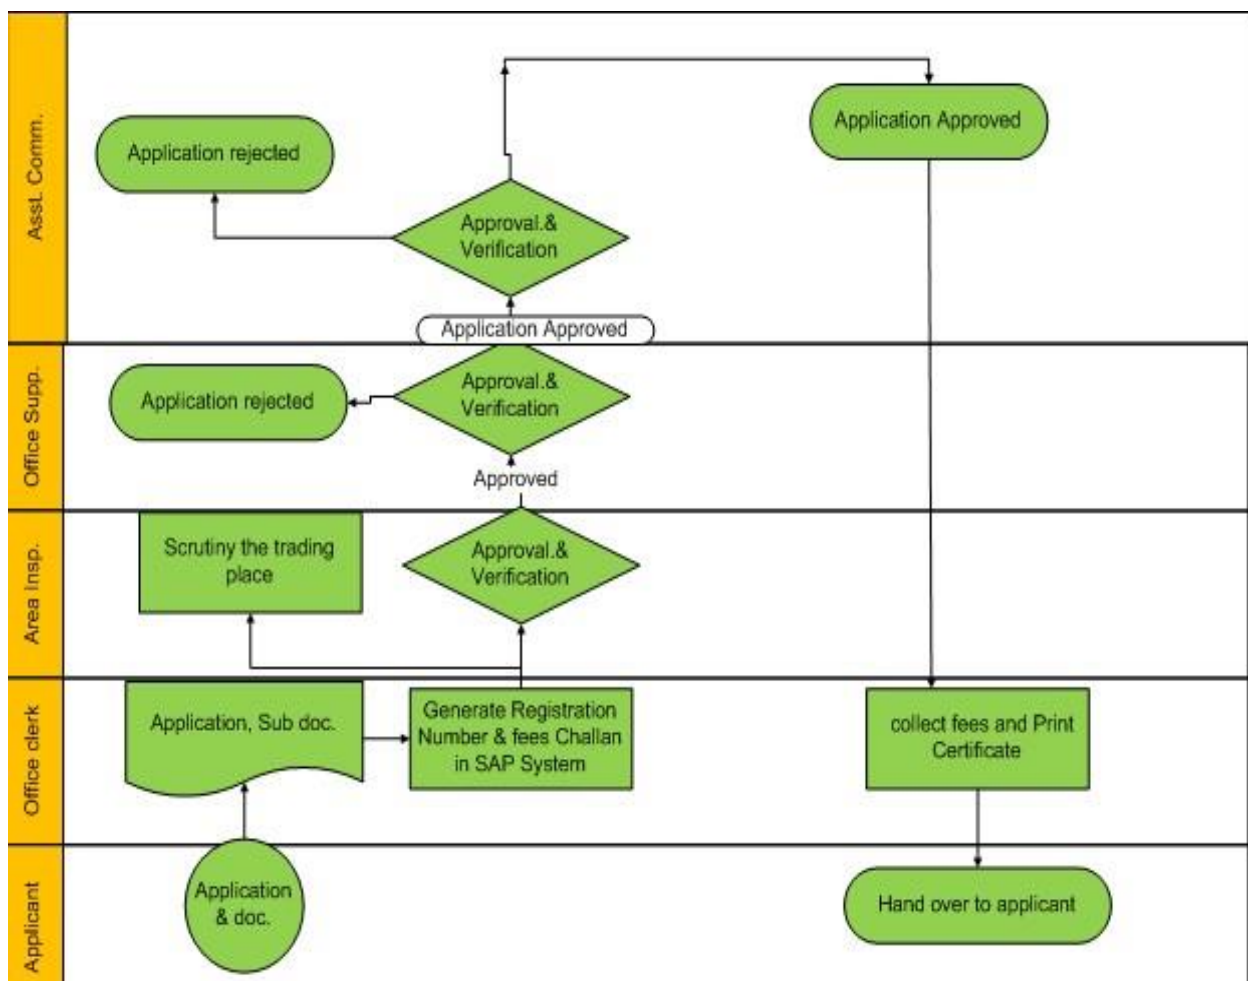 Asst. Comm.
Application rejected
Approval.&
Verification
Application Approved
Application Approved
Office Supp.
Application rejected
Approval.&
Verification
Approved
Area Insp.
Scrutiny the trading
place
Approval.&
Verification
Office clerk
Application, Sub doc.
Generate Registration
Number & fees Challan
in SAP System
collect fees and Print
Certificate
Applicant
Application
& doc.
Hand over to applicant